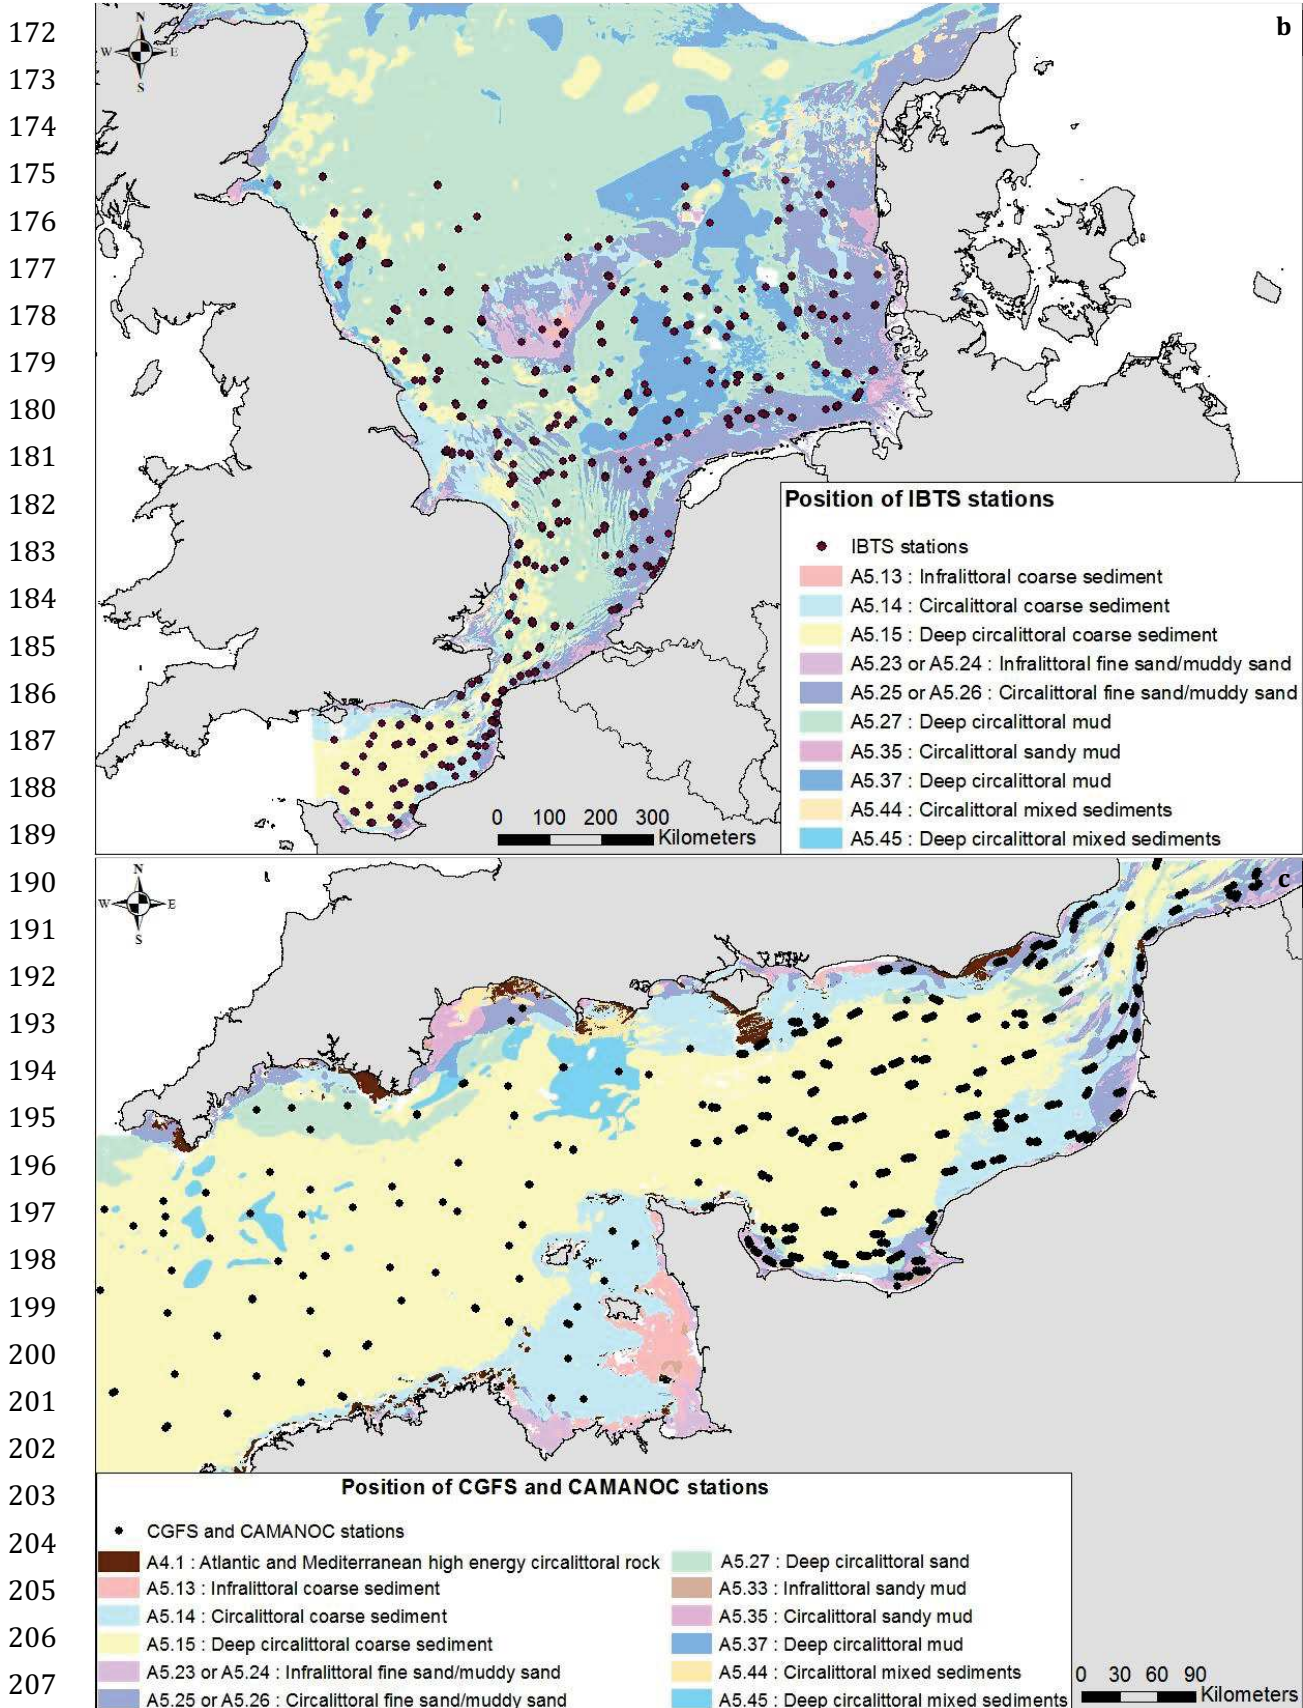 172
173
174
175
176
177
178
179
180
181
182
183
184
185
186
187
188
189
190
191
192
193
194
195
196
197
198
199
200
201
202
203
204
205
206
207
b
N
W E
S
Position of IBTS stations
IBTS stations
A5.13 : Infralittoral coarse sediment
A5.14 : Circalittoral coarse sediment
A5.15 : Deep circalittoral coarse sediment
A5.23 or A5.24 : Infralittoral fine sand/muddy sand
A5.25 or A5.26 : Circalittoral fine sand/muddy sand
A5.27 : Deep circalittoral mud
A5.35 : Circalittoral sandy mud
A5.37 : Deep circalittoral mud
A5.44 : Circalittoral mixed sediments
A5.45 : Deep circalittoral mixed sediments
0 100 200 300
Kilometers
c
N
W E
S
Position of CGFS and CAMANOC stations
CGFS and CAMANOC stations
A4.1 : Atlantic and Mediterranean high energy circalittoral rock
A5.13 : Infralittoral coarse sediment
A5.14 : Circalittoral coarse sediment
A5.15 : Deep circalittoral coarse sediment
A5.23 or A5.24 : Infralittoral fine sand/muddy sand
A5.25 or A5.26 : Circalittoral fine sand/muddy sand
A5.27 : Deep circalittoral sand
A5.33 : Infralittoral sandy mud
A5.35 : Circalittoral sandy mud
A5.37 : Deep circalittoral mud
A5.44 : Circalittoral mixed sediments
A5.45 : Deep circalittoral mixed sediments
0 30 60 90
Kilometers